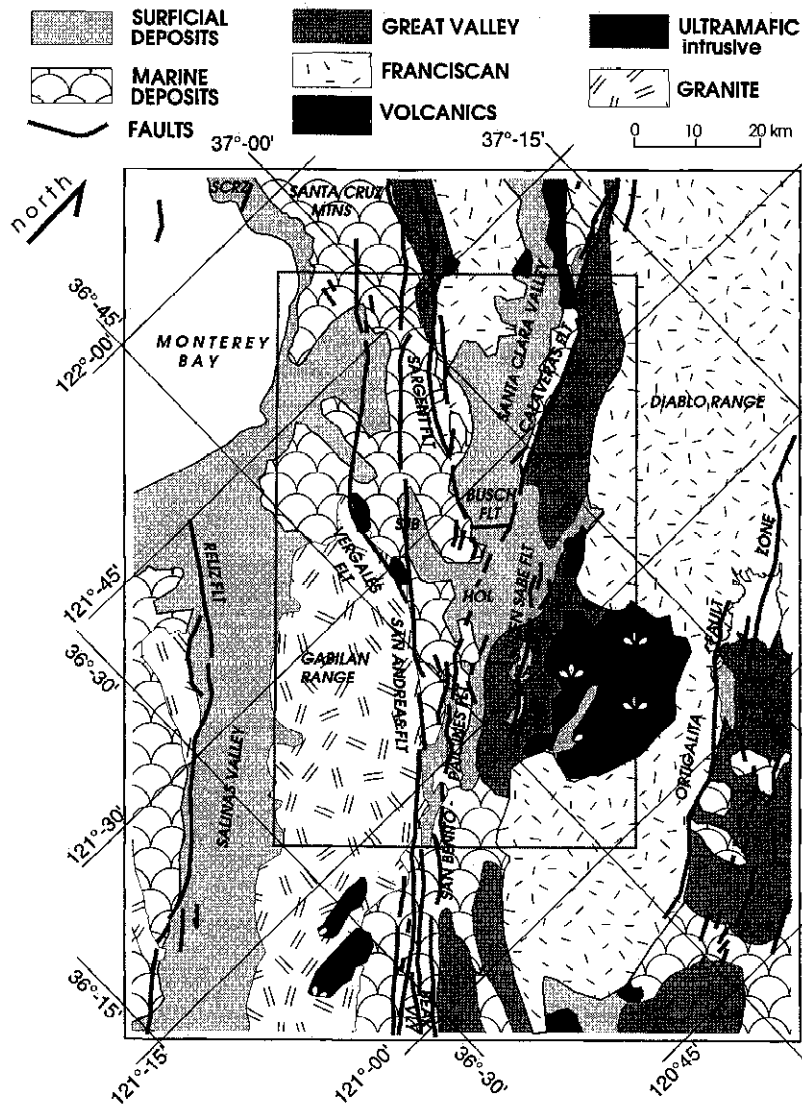 SURFICIAL
DEPOSITS
GREAT VALLEY
ULTRAMAFIC
intrusive
MARINE
DEPOSITS
FRANCISCAN
GRANITE
FAULTS
VOLCANICS
0 10 20 km
37°-00'
37°-15'
north
SCRZ
SANTA CRUZ
MTNS
36°-45'
122°-00'
MONTEREY
BAY
SARGENT FLT
SANTA CLARA VALLEY
CALAVERAS FLT
DIABLO RANGE
BUSCH
FLT
SJB
VERGALES
FLT
HOL
ZONE
FAULT
ORTIGALITA
121°-45'
36°-30'
RELIZ FLT
GABILAN
RANGE
SAN ANDREAS FLT
SAN BENITO -
PAICINES FLT
SALINAS VALLEY
121°-30'
36°-15'
121°-15'
121°-00'
36°-30'
120°45'